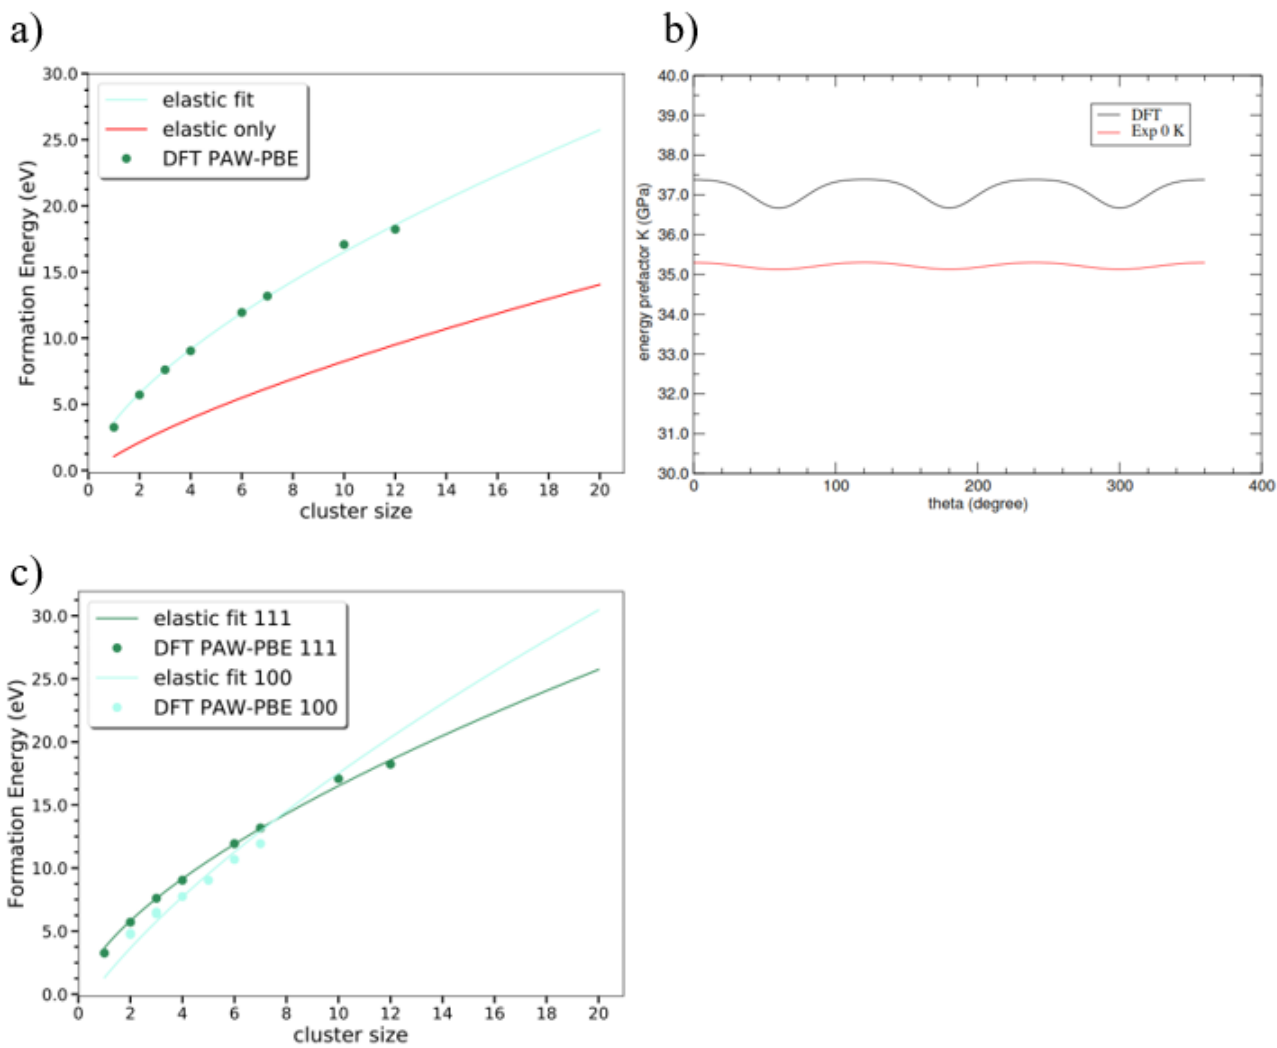 a)
30.0
25.0
20.0
15.0
10.0
5.0
0.0
Formation Energy (eV)
elastic fit
elastic only
DFT PAW-PBE
0 2 4 6 8 10 12 14 16 18 20
cluster size
b)
40.0
39.0
38.0
37.0
36.0
35.0
34.0
33.0
32.0
31.0
30.0
energy prefactor K (GPa)
DFT
Exp 0 K
0 100 200 300 400
theta (degree)
c)
30.0
25.0
20.0
15.0
10.0
5.0
0.0
Formation Energy (eV)
elastic fit 111
DFT PAW-PBE 111
elastic fit 100
DFT PAW-PBE 100
0 2 4 6 8 10 12 14 16 18 20
cluster size